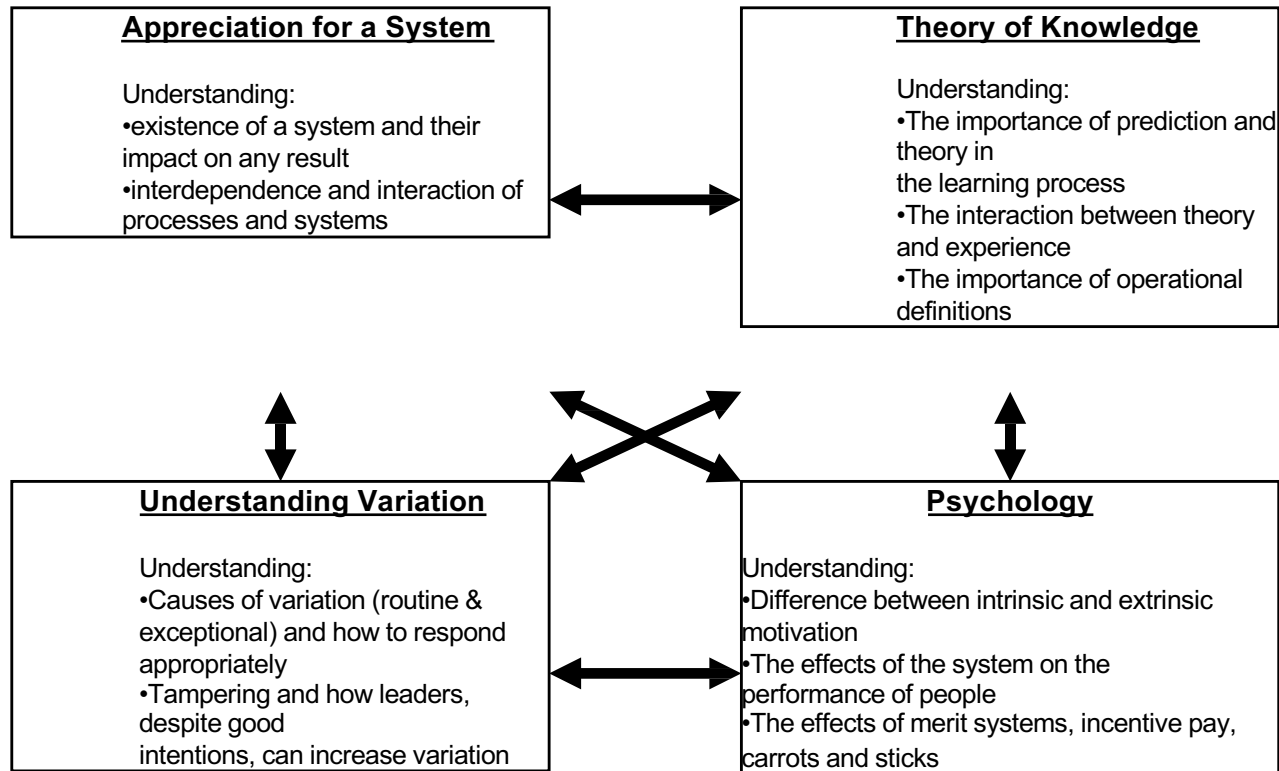 Appreciation for a System
Understanding:
•existence of a system and their
impact on any result
•interdependence and interaction of
processes and systems
Theory of Knowledge
Understanding:
•The importance of prediction and
theory in
the learning process
•The interaction between theory
and experience
•The importance of operational
definitions
Understanding Variation
Understanding:
•Causes of variation (routine &
exceptional) and how to respond
appropriately
•Tampering and how leaders,
despite good
intentions, can increase variation
Psychology
Understanding:
•Difference between intrinsic and extrinsic
motivation
•The effects of the system on the
performance of people
•The effects of merit systems, incentive pay,
carrots and sticks